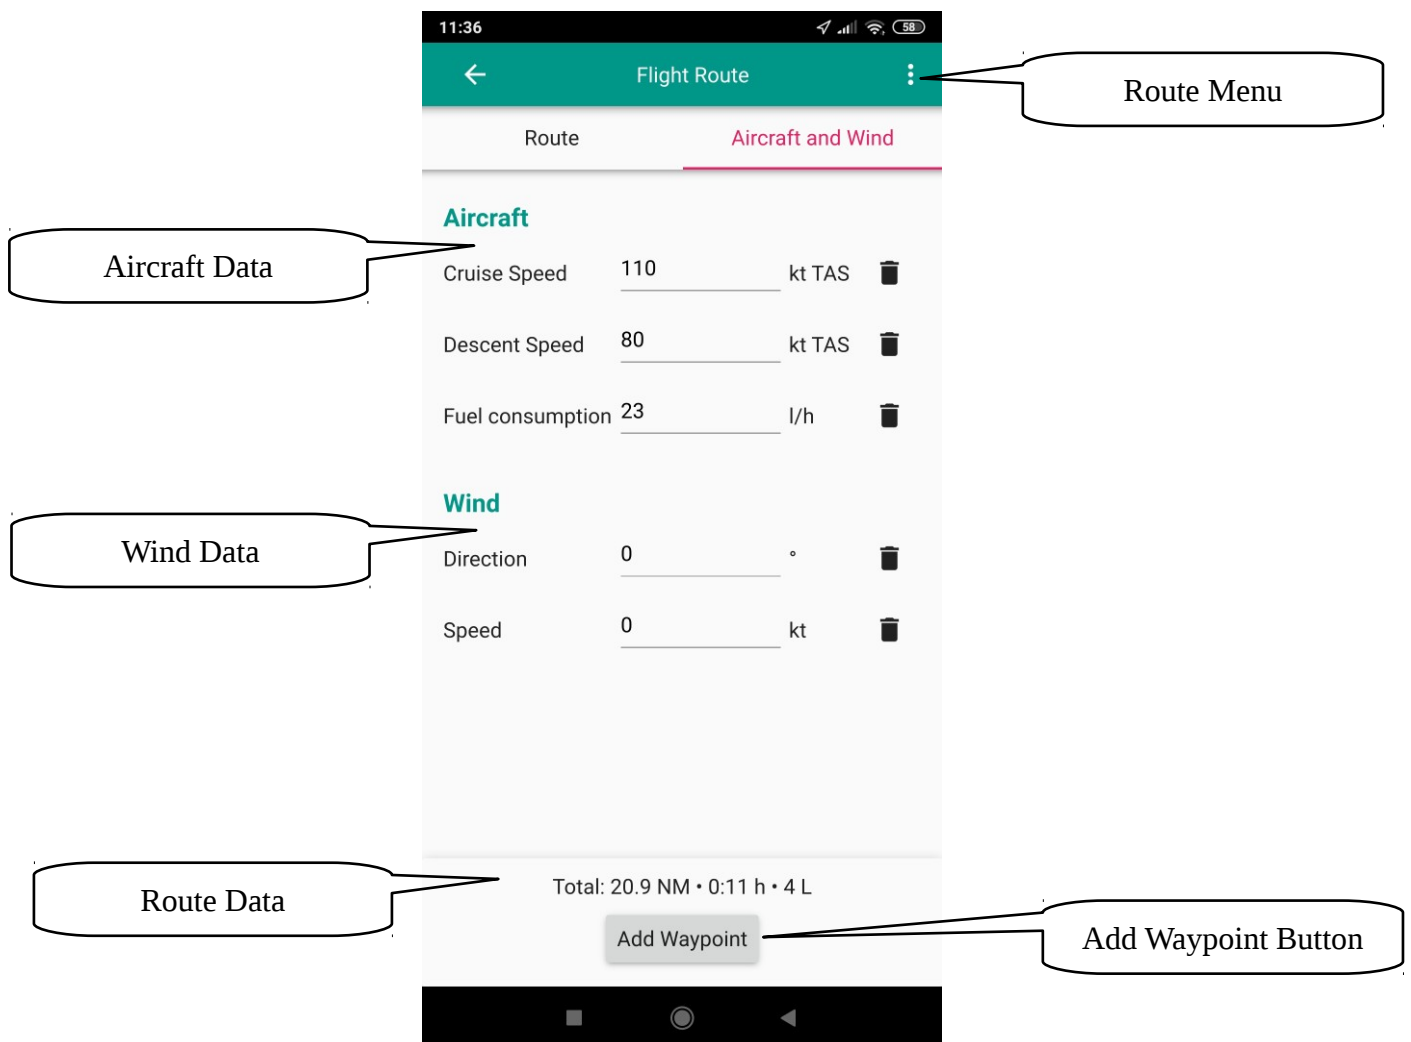 11:36
58
Flight Route
Route Menu
Route
Aircraft and Wind
Aircraft
Aircraft Data
Cruise Speed 110 kt TAS
Descent Speed 80 kt TAS
Fuel consumption 23 l/h
Wind
Wind Data
Direction 0 °
Speed 0 kt
Route Data
Total: 20.9 NM • 0:11 h • 4 L
Add Waypoint
Add Waypoint Button